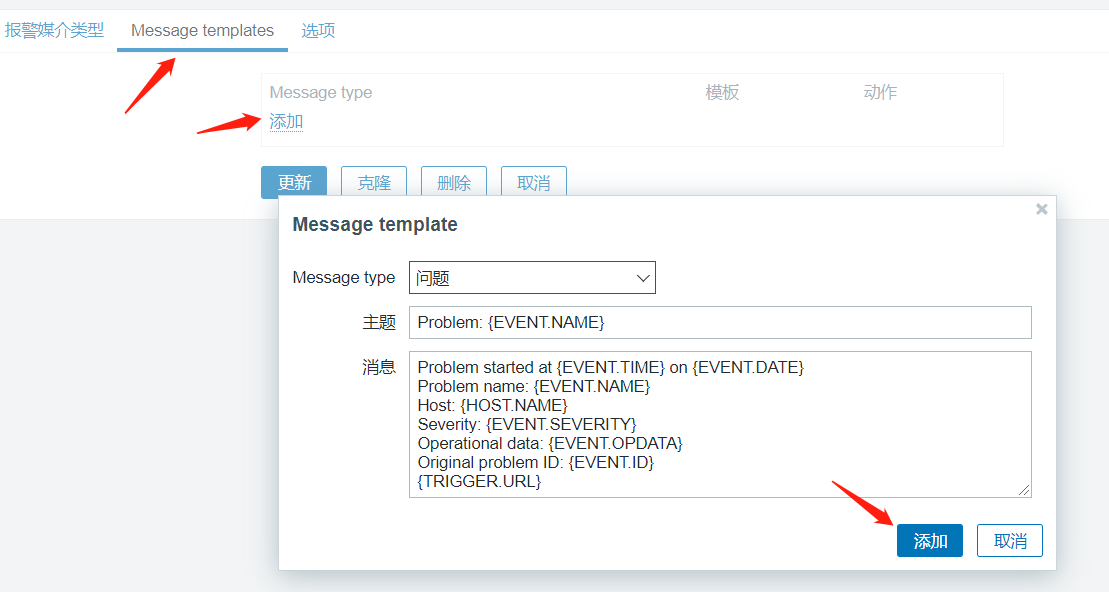 报警媒介类型 Message templates 选项
Message type 模板 动作
添加
更新 克隆 删除 取消
Message template
Message type 问题
主题 Problem: {EVENT.NAME}
消息 Problem started at {EVENT.TIME} on {EVENT.DATE}
Problem name: {EVENT.NAME}
Host: {HOST.NAME}
Severity: {EVENT.SEVERITY}
Operational data: {EVENT.OPDATA}
Original problem ID: {EVENT.ID}
{TRIGGER.URL}
添加 取消